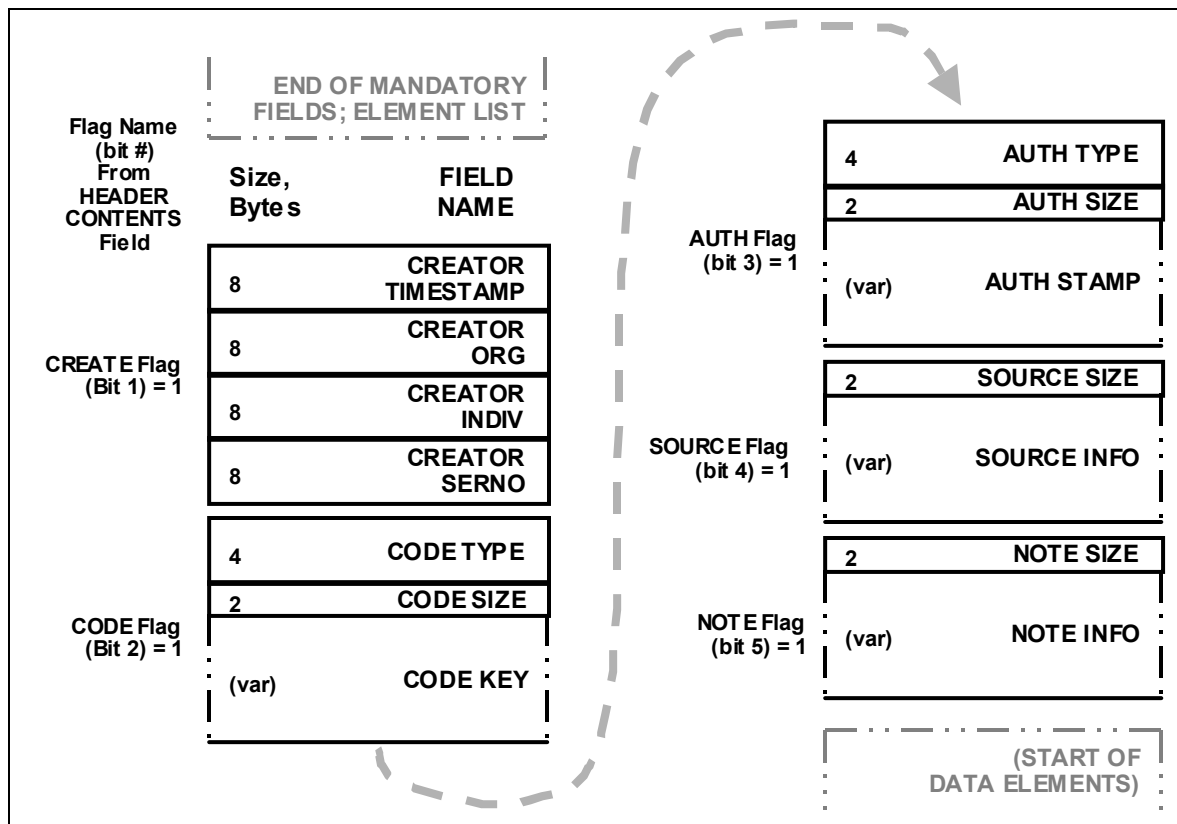 END OF MANDATORY
FIELDS; ELEMENT LIST
Flag Name
(bit #)
From
HEADER
CONTENTS
Field
Size,
Bytes
FIELD
NAME
CREATE Flag
(Bit 1) = 1
8
CREATOR
TIMESTAMP
8
CREATOR
ORG
8
CREATOR
INDIV
8
CREATOR
SERNO
CODE Flag
(Bit 2) = 1
4 CODE TYPE
2 CODE SIZE
(var) CODE KEY
AUTH Flag
(bit 3) = 1
4 AUTH TYPE
2 AUTH SIZE
(var) AUTH STAMP
SOURCE Flag
(bit 4) = 1
2 SOURCE SIZE
(var) SOURCE INFO
NOTE Flag
(bit 5) = 1
2 NOTE SIZE
(var) NOTE INFO
(START OF
DATA ELEMENTS)